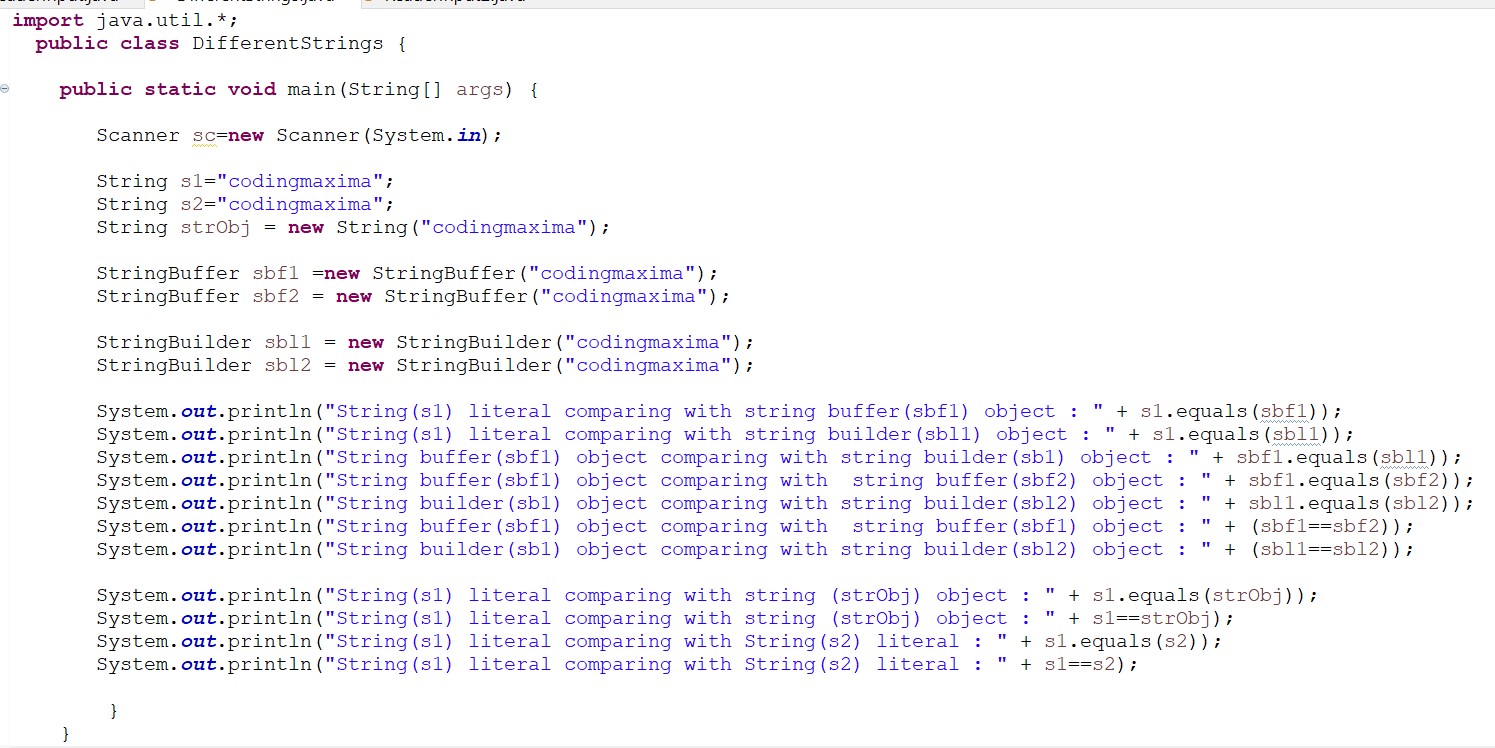 import java.util.*;
public class DifferentStrings {
public static void main(String[] args) {
Scanner sc=new Scanner(System.in);
String s1="codingmaxima";
String s2="codingmaxima";
String strObj = new String("codingmaxima");
StringBuffer sbf1 =new StringBuffer("codingmaxima");
StringBuffer sbf2 = new StringBuffer("codingmaxima");
StringBuilder sbl1 = new StringBuilder("codingmaxima");
StringBuilder sbl2 = new StringBuilder("codingmaxima");
System.out.println("String(s1) literal comparing with string buffer(sbf1) object : " + s1.equals(sbf1));
System.out.println("String(s1) literal comparing with string builder(sbl1) object : " + s1.equals(sbl1));
System.out.println("String buffer(sbf1) object comparing with string builder(sb1) object : " + sbf1.equals(sbl1));
System.out.println("String buffer(sbf1) object comparing with  string buffer(sbf2) object : " + sbf1.equals(sbf2));
System.out.println("String builder(sb1) object comparing with string builder(sbl2) object : " + sbl1.equals(sbl2));
System.out.println("String buffer(sbf1) object comparing with  string buffer(sbf1) object : " + (sbf1==sbf2));
System.out.println("String builder(sb1) object comparing with string builder(sbl2) object : " + (sbl1==sbl2));
System.out.println("String(s1) literal comparing with string (strObj) object : " + s1.equals(strObj));
System.out.println("String(s1) literal comparing with string (strObj) object : " + s1==strObj);
System.out.println("String(s1) literal comparing with String(s2) literal : " + s1.equals(s2));
System.out.println("String(s1) literal comparing with String(s2) literal : " + s1==s2);
}
}